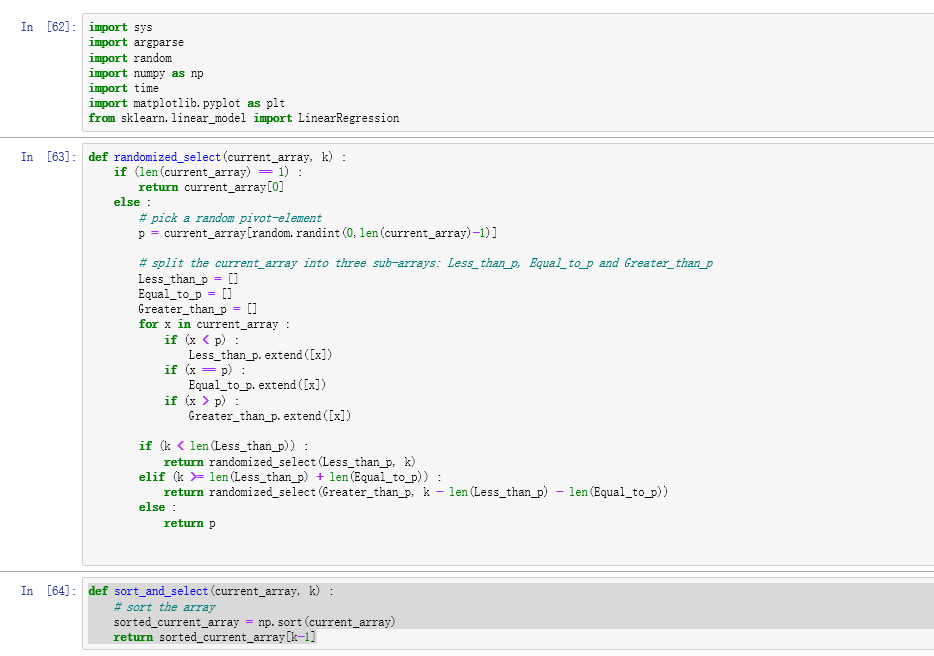 In [62]: import sys
import argparse
import random
import numpy as np
import time
import matplotlib.pyplot as plt
from sklearn.linear_model import LinearRegression
In [63]: def randomized_select(current_array, k) :
    if (len(current_array) == 1) :
        return current_array[0]
    else :
        # pick a random pivot-element
        p = current_array[random.randint(0,len(current_array)-1)]
        # split the current_array into three sub-arrays: Less_than_p, Equal_to_p and Greater_than_p
        Less_than_p = []
        Equal_to_p = []
        Greater_than_p = []
        for x in current_array :
            if (x < p) :
                Less_than_p.extend([x])
            if (x == p) :
                Equal_to_p.extend([x])
            if (x > p) :
                Greater_than_p.extend([x])
        if (k < len(Less_than_p)) :
            return randomized_select(Less_than_p, k)
        elif (k >= len(Less_than_p) + len(Equal_to_p)) :
            return randomized_select(Greater_than_p, k - len(Less_than_p) - len(Equal_to_p))
        else :
            return p
In [64]: def sort_and_select(current_array, k) :
    # sort the array
    sorted_current_array = np.sort(current_array)
    return sorted_current_array[k-1]